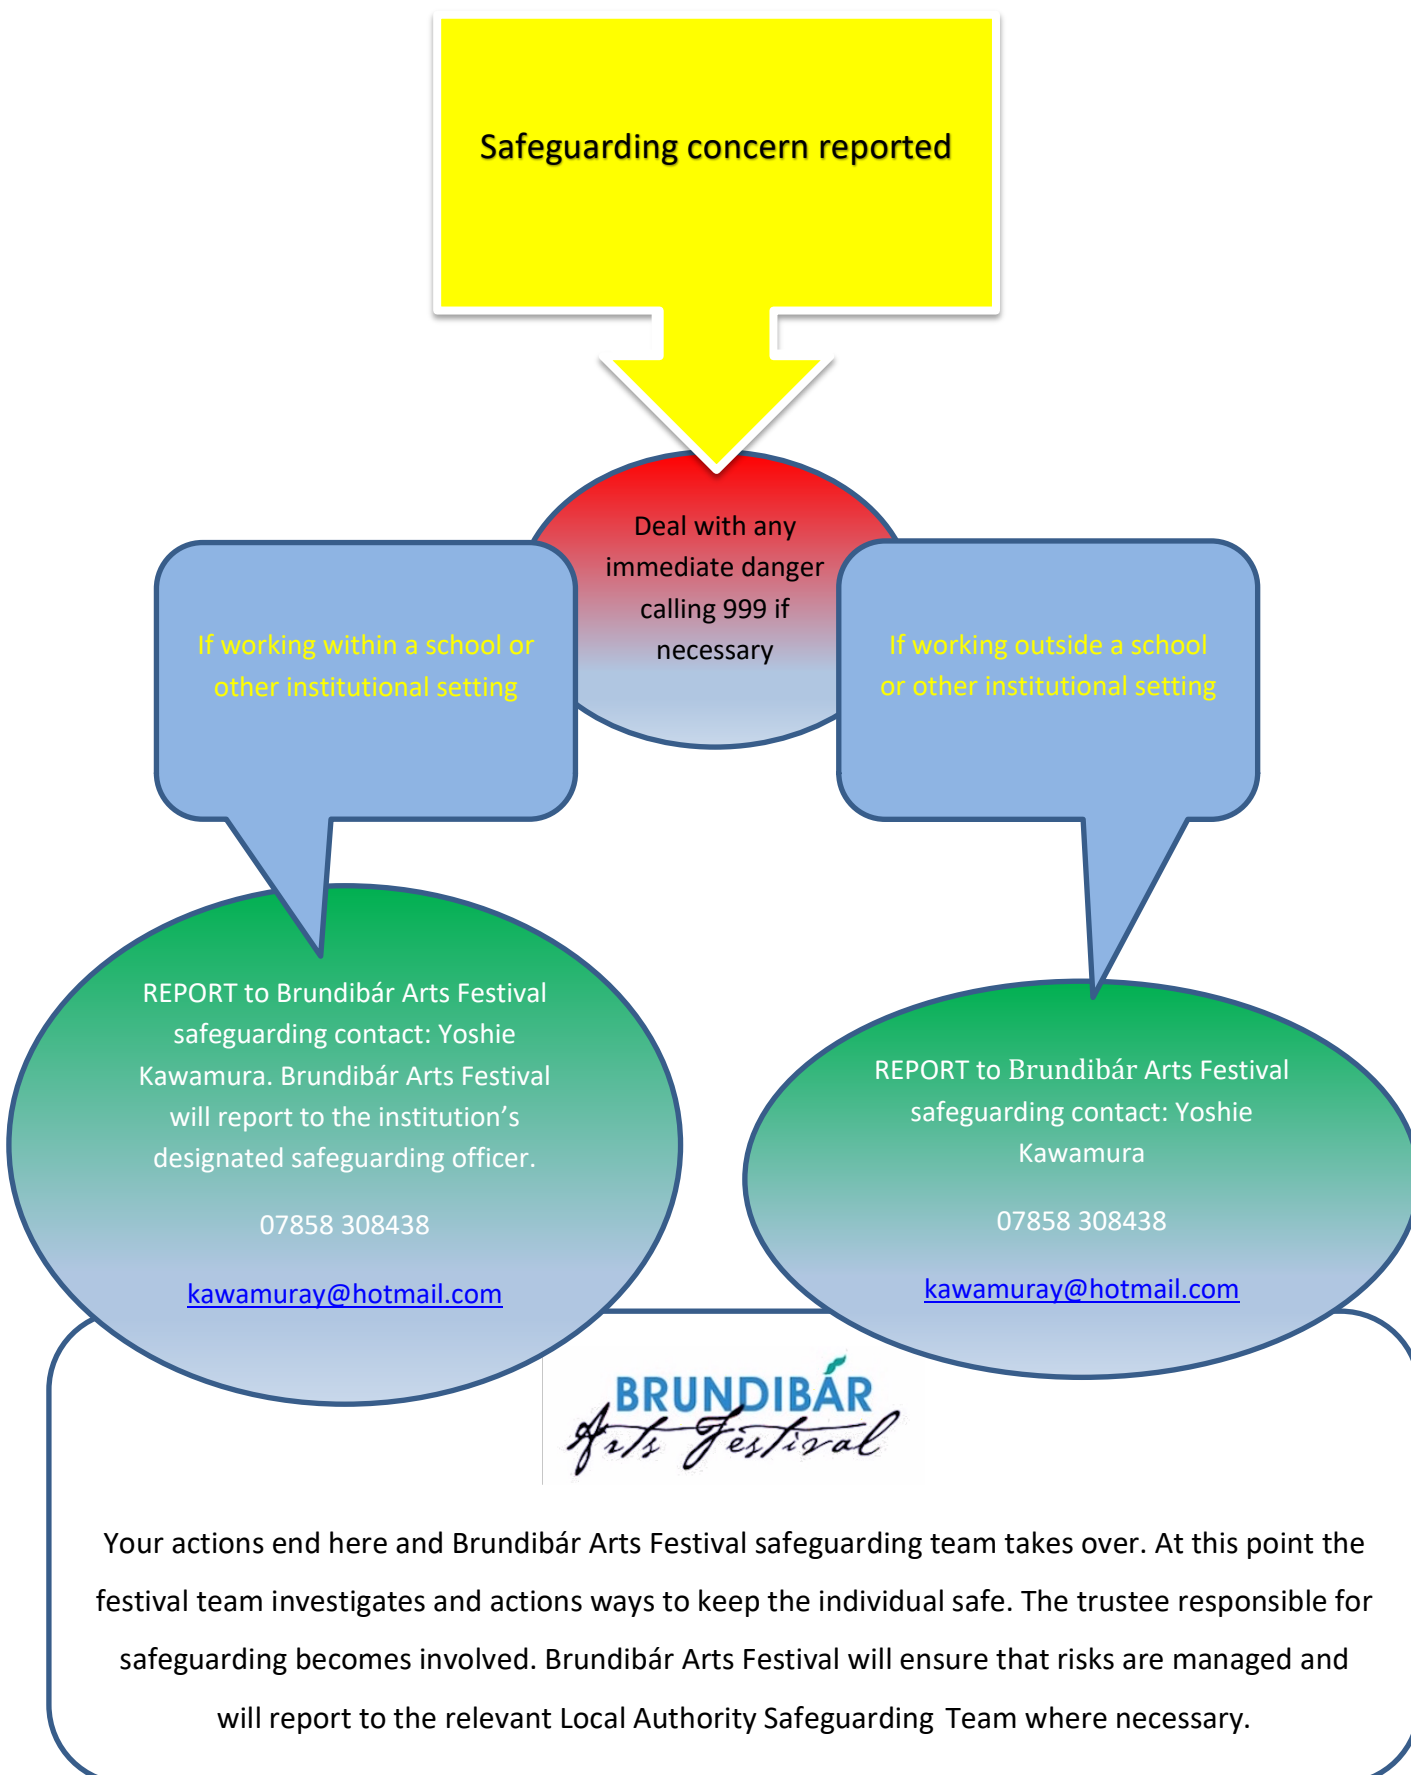 Safeguarding concern reported
Deal with any
immediate danger
calling 999 if
necessary
If working within a school or
other institutional setting
If working outside a school
or other institutional setting
REPORT to Brundibár Arts Festival
safeguarding contact: Yoshie
Kawamura. Brundibár Arts Festival
will report to the institution’s
designated safeguarding officer.
07858 308438
kawamuray@hotmail.com
REPORT to Brundibár Arts Festival
safeguarding contact: Yoshie
Kawamura
07858 308438
kawamuray@hotmail.com
BRUNDIBÁR
Arts Festival
Your actions end here and Brundibár Arts Festival safeguarding team takes over. At this point the
festival team investigates and actions ways to keep the individual safe. The trustee responsible for
safeguarding becomes involved. Brundibár Arts Festival will ensure that risks are managed and
will report to the relevant Local Authority Safeguarding Team where necessary.